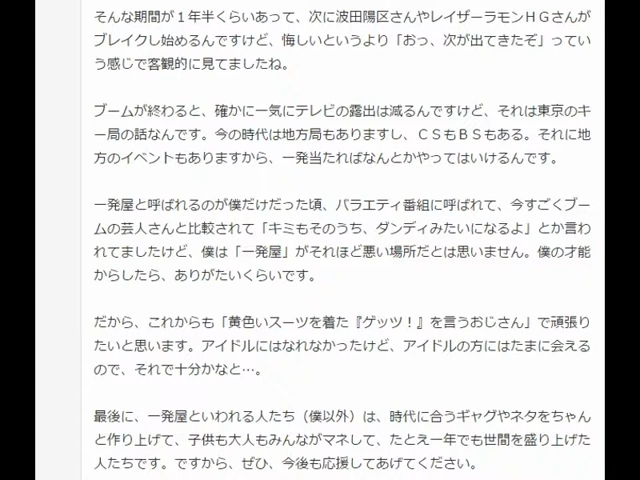 そんな期間が１年半くらいあって、次に波田陽区さんやレイザーラモンＨＧさんが
ブレイクし始めるんですけど、悔しいというより「おっ、次が出てきたぞ」ってい
う感じで客観的に見てましたね。
ブームが終わると、確かに一気にテレビの露出は減るんですけど、それは東京のキ
ー局の話なんです。今の時代は地方局もありますし、ＣＳもＢＳもある。それに地
方のイベントもありますから、一発当たればなんとかやってはいけるんです。
一発屋と呼ばれるのが僕だけだった頃、バラエティ番組に呼ばれて、今すごくブー
ムの芸人さんと比較されて「キミもそのうち、ダンディみたいになるよ」とか言わ
れてましたけど、僕は「一発屋」がそれほど悪い場所だとは思いません。僕の才能
からしたら、ありがたいくらいです。
だから、これからも「黄色いスーツを着た『ゲッツ！』を言うおじさん」で頑張り
たいと思います。アイドルにはなれなかったけど、アイドルの方にはたまに会える
ので、それで十分かなと…。
最後に、一発屋といわれる人たち（僕以外）は、時代に合うギャグやネタをちゃん
と作り上げて、子供も大人もみんながマネして、たとえ一年でも世間を盛り上げた
人たちです。ですから、ぜひ、今後も応援してあげてください。